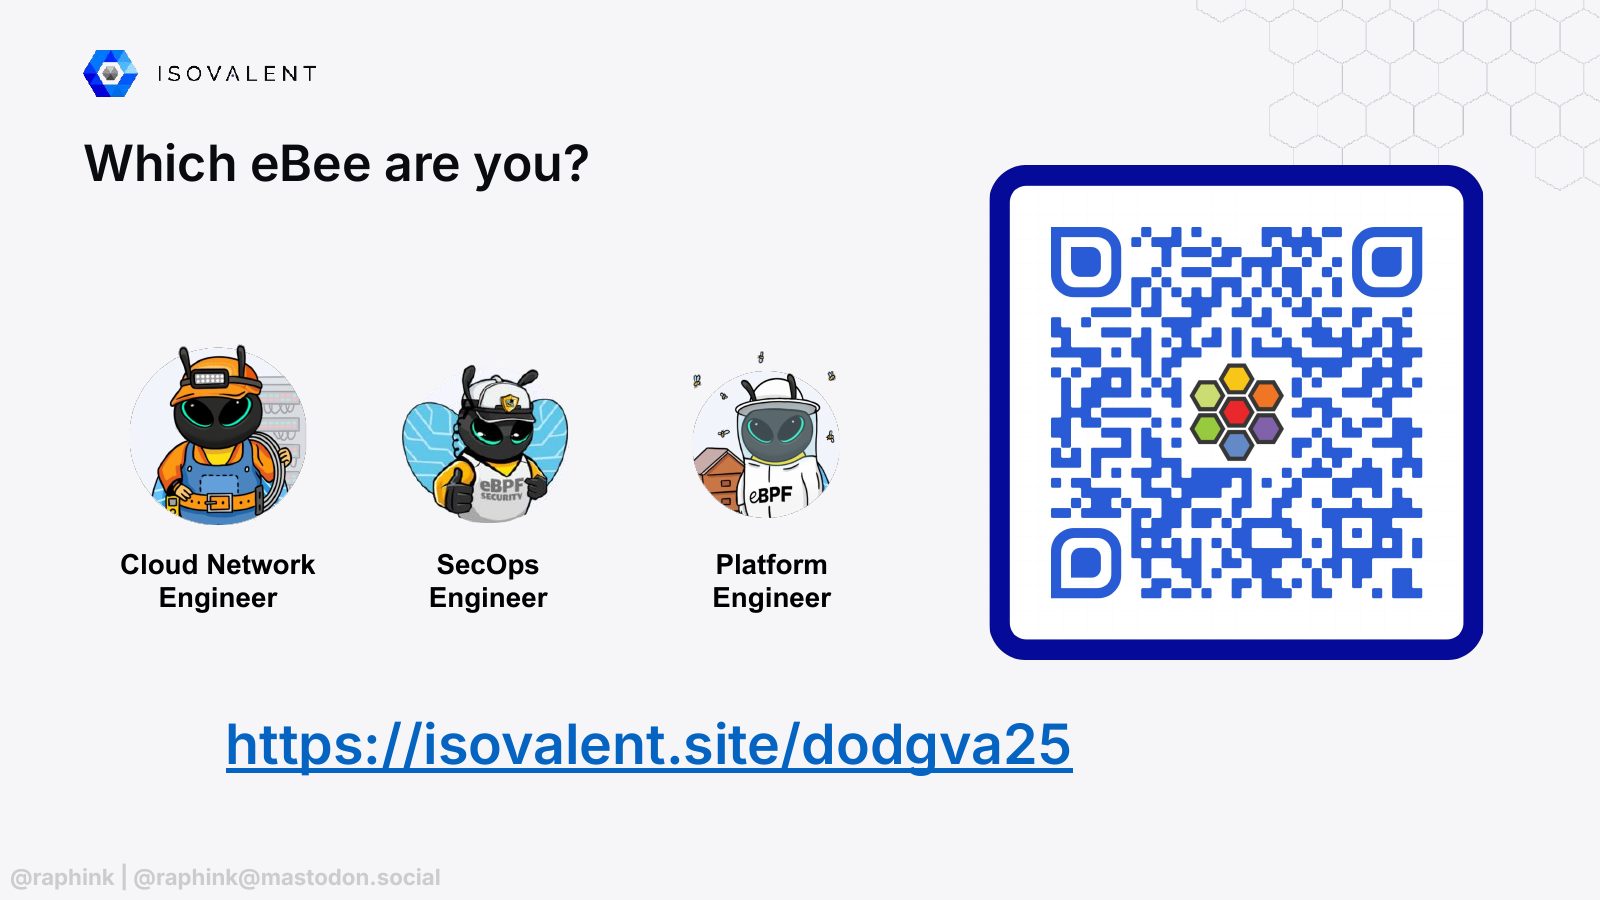 ISOVALENT
Which eBee are you?
eBPF
SECURITY
eBPF
Cloud Network
Engineer
SecOps
Engineer
Platform
Engineer
https://isovalent.site/dodgva25
@raphink | @raphink@mastodon.social